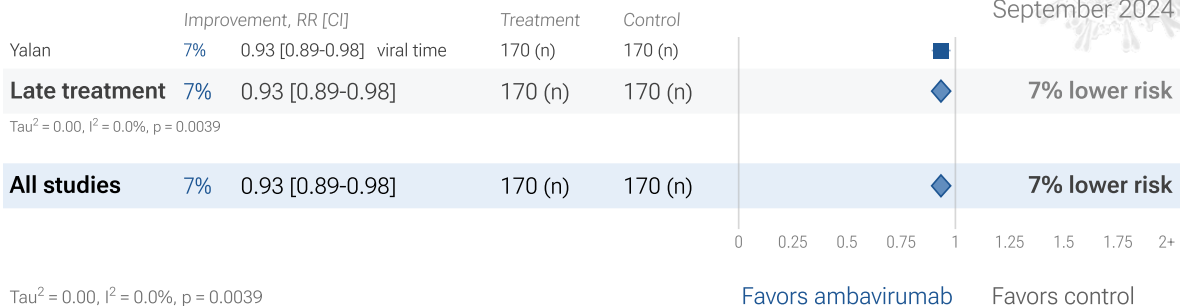 September 2024
Improvement, RR [CI] Treatment Control
Yalan 7% 0.93 [0.89-0.98] viral time 170 (n) 170 (n)
Late treatment 7% 0.93 [0.89-0.98] 170 (n) 170 (n) 7% lower risk
Tau² = 0.00, I² = 0.0%, p = 0.0039
All studies 7% 0.93 [0.89-0.98] 170 (n) 170 (n) 7% lower risk
0 0.25 0.5 0.75 1 1.25 1.5 1.75 2+
Tau² = 0.00, I² = 0.0%, p = 0.0039 Favors ambavirumab Favors control